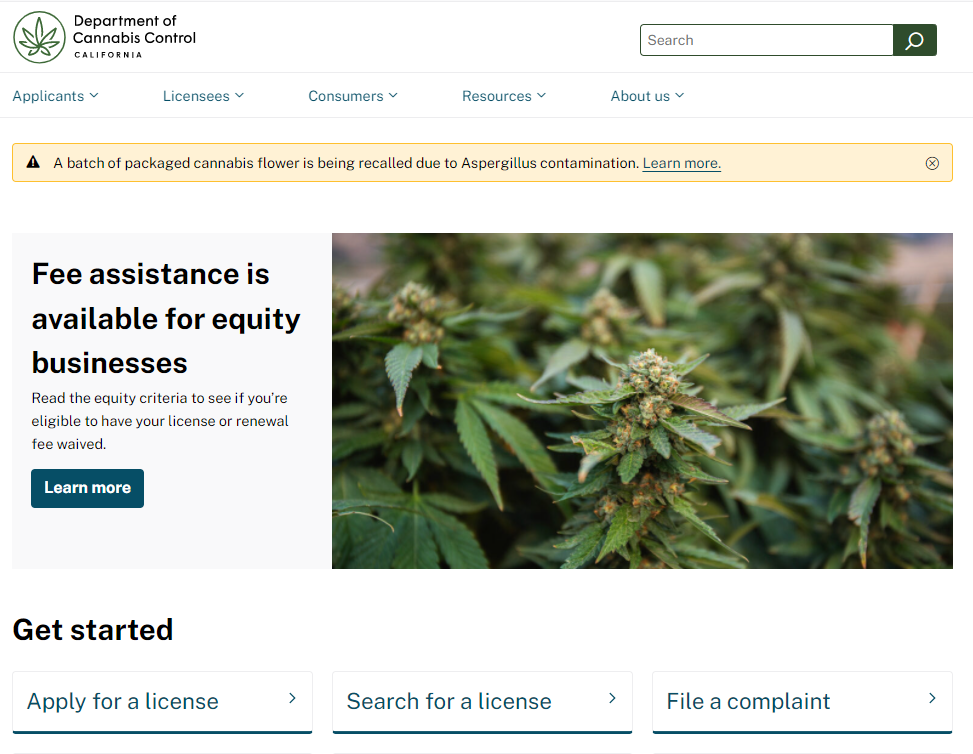 Department of
Cannabis Control
CALIFORNIA
Search
Applicants
Licensees
Consumers
Resources
About us
A batch of packaged cannabis flower is being recalled due to Aspergillus contamination. Learn more.
Fee assistance is
available for equity
businesses
Read the equity criteria to see if you're
eligible to have your license or renewal
fee waived.
Learn more
Get started
Apply for a license
Search for a license
File a complaint